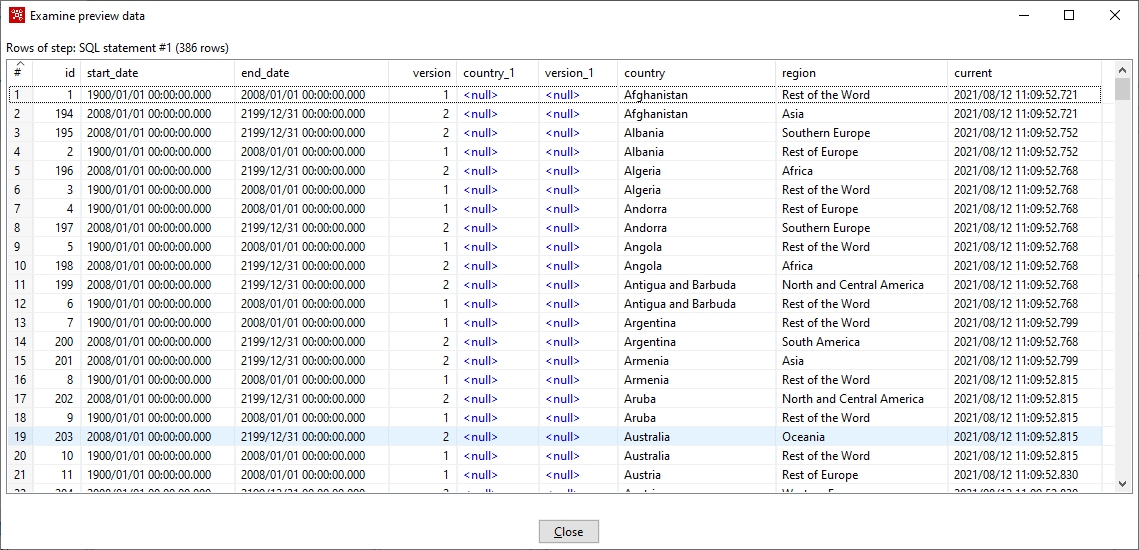 Examine preview data
Rows of step: SQL statement #1 (386 rows)
# id start_date end_date version country_1 version_1 country region current
1 1 1900/01/01 00:00:00.000 2008/01/01 00:00:00.000 1 <null> <null> Afghanistan Rest of the Word 2021/08/12 11:09:52.721
2 194 2008/01/01 00:00:00.000 2199/12/31 00:00:00.000 2 <null> <null> Afghanistan Asia 2021/08/12 11:09:52.721
3 195 2008/01/01 00:00:00.000 2199/12/31 00:00:00.000 2 <null> <null> Albania Southern Europe 2021/08/12 11:09:52.752
4 2 1900/01/01 00:00:00.000 2008/01/01 00:00:00.000 1 <null> <null> Albania Rest of Europe 2021/08/12 11:09:52.752
5 196 2008/01/01 00:00:00.000 2199/12/31 00:00:00.000 2 <null> <null> Algeria Africa 2021/08/12 11:09:52.768
6 3 1900/01/01 00:00:00.000 2008/01/01 00:00:00.000 1 <null> <null> Algeria Rest of the Word 2021/08/12 11:09:52.768
7 4 1900/01/01 00:00:00.000 2008/01/01 00:00:00.000 1 <null> <null> Andorra Rest of Europe 2021/08/12 11:09:52.768
8 197 2008/01/01 00:00:00.000 2199/12/31 00:00:00.000 2 <null> <null> Andorra Southern Europe 2021/08/12 11:09:52.768
9 5 1900/01/01 00:00:00.000 2008/01/01 00:00:00.000 1 <null> <null> Angola Rest of the Word 2021/08/12 11:09:52.768
10 198 2008/01/01 00:00:00.000 2199/12/31 00:00:00.000 2 <null> <null> Angola Africa 2021/08/12 11:09:52.768
11 199 2008/01/01 00:00:00.000 2199/12/31 00:00:00.000 2 <null> <null> Antigua and Barbuda North and Central America 2021/08/12 11:09:52.768
12 6 1900/01/01 00:00:00.000 2008/01/01 00:00:00.000 1 <null> <null> Antigua and Barbuda Rest of the Word 2021/08/12 11:09:52.768
13 7 1900/01/01 00:00:00.000 2008/01/01 00:00:00.000 1 <null> <null> Argentina Rest of the Word 2021/08/12 11:09:52.799
14 200 2008/01/01 00:00:00.000 2199/12/31 00:00:00.000 2 <null> <null> Argentina South America 2021/08/12 11:09:52.799
15 201 2008/01/01 00:00:00.000 2199/12/31 00:00:00.000 2 <null> <null> Armenia Asia 2021/08/12 11:09:52.799
16 8 1900/01/01 00:00:00.000 2008/01/01 00:00:00.000 1 <null> <null> Armenia Rest of the Word 2021/08/12 11:09:52.815
17 202 2008/01/01 00:00:00.000 2199/12/31 00:00:00.000 2 <null> <null> Aruba North and Central America 2021/08/12 11:09:52.815
18 9 1900/01/01 00:00:00.000 2008/01/01 00:00:00.000 1 <null> <null> Aruba Rest of the Word 2021/08/12 11:09:52.815
19 203 2008/01/01 00:00:00.000 2199/12/31 00:00:00.000 2 <null> <null> Australia Oceania 2021/08/12 11:09:52.815
20 10 1900/01/01 00:00:00.000 2008/01/01 00:00:00.000 1 <null> <null> Australia Rest of the Word 2021/08/12 11:09:52.815
21 11 1900/01/01 00:00:00.000 2008/01/01 00:00:00.000 1 <null> <null> Austria Rest of Europe 2021/08/12 11:09:52.830
Close